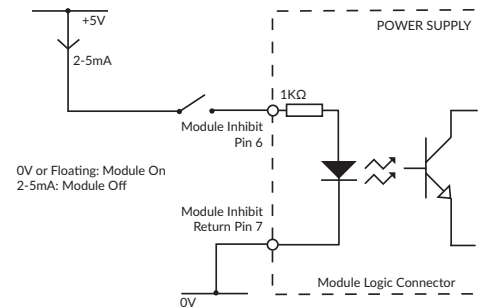 +5V
POWER SUPPLY
2-5mA
1KΩ
Module Inhibit
Pin 6
0V or Floating: Module On
2-5mA: Module Off
Module Inhibit
Return Pin 7
Module Logic Connector
0V